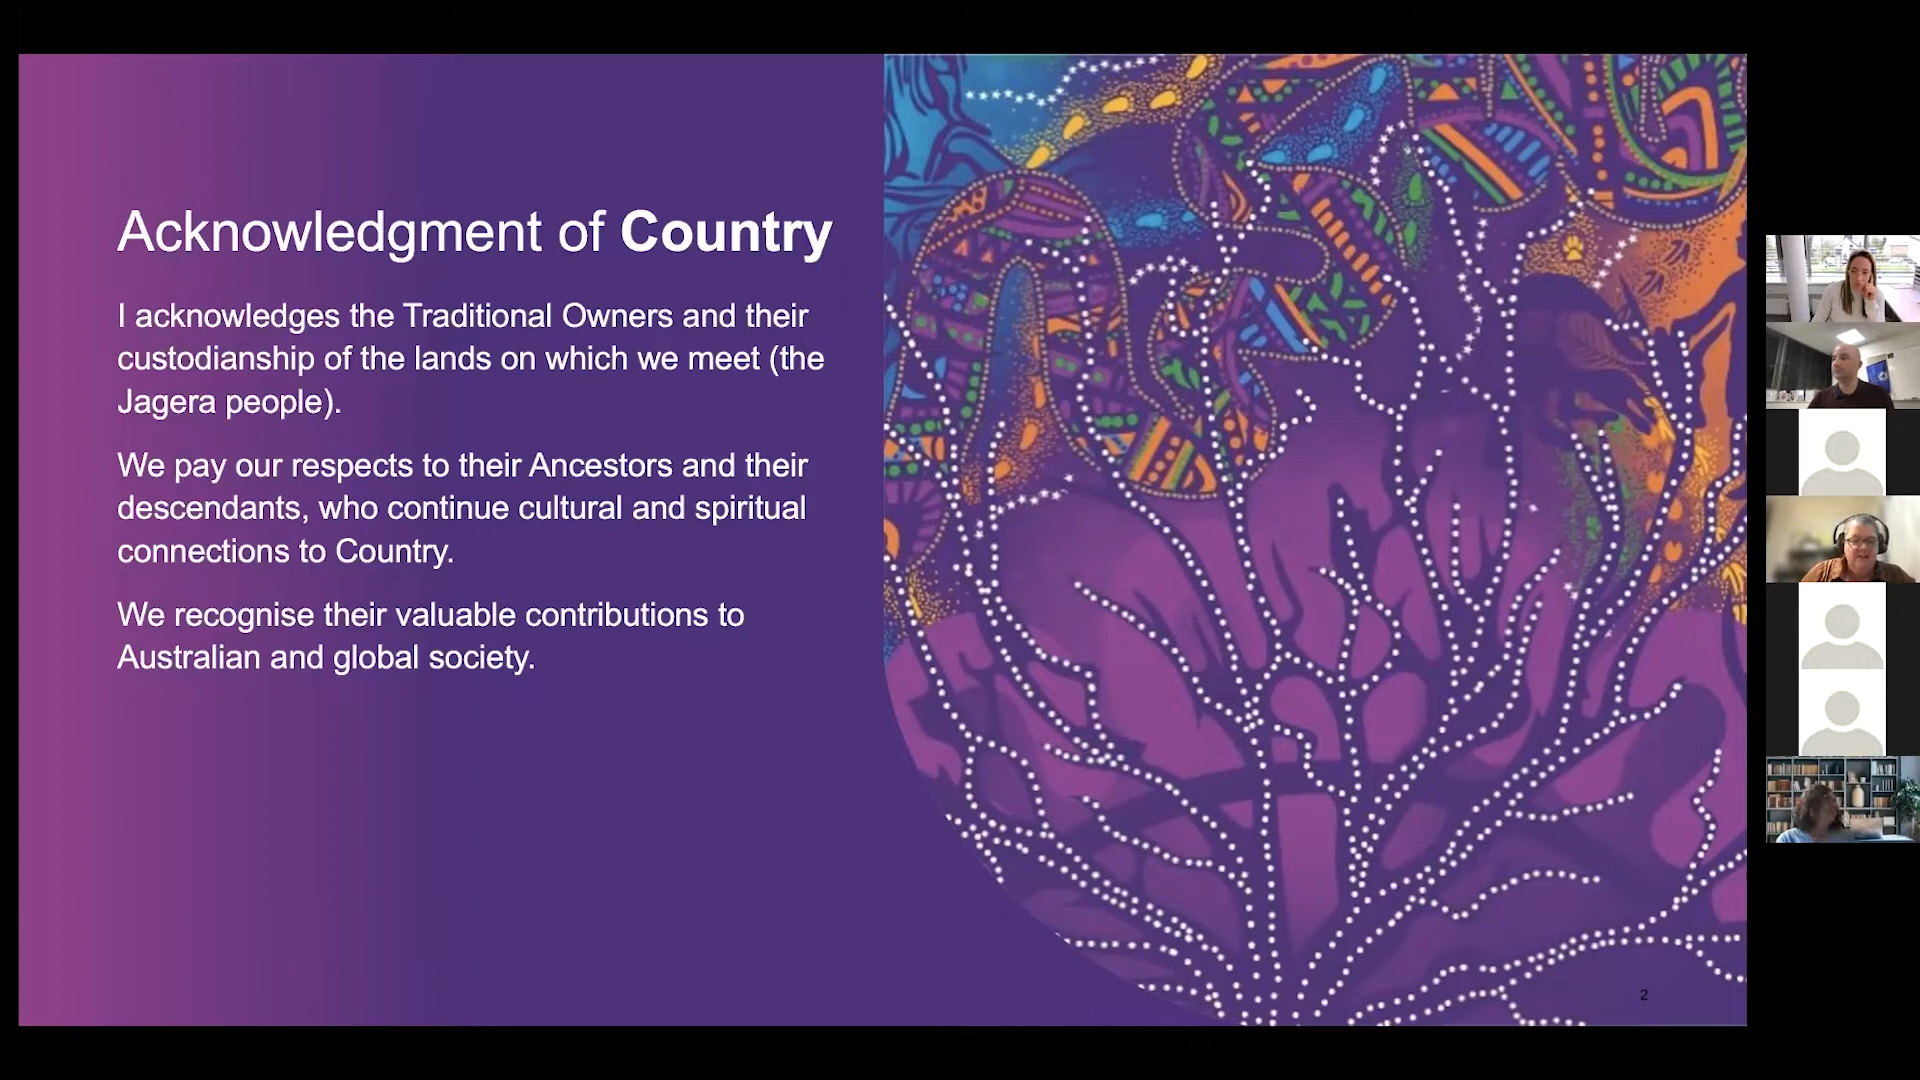 Acknowledgment of Country
I acknowledges the Traditional Owners and their
custodianship of the lands on which we meet (the
Jagera people).
We pay our respects to their Ancestors and their
descendants, who continue cultural and spiritual
connections to Country.
We recognise their valuable contributions to
Australian and global society.
2